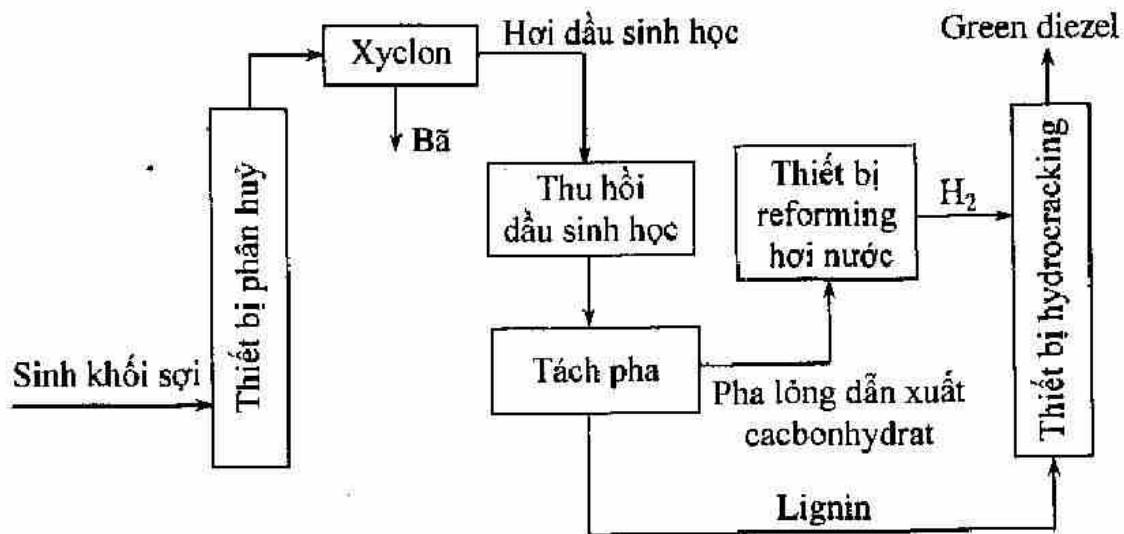 Hơi dầu sinh học
Green diezel
Xyclon
Bã
Thiết bị phân huỷ
Thu hồi
dầu sinh học
Thiết bị
reforming
hơi nước
H₂
Thiết bị hydrocracking
Sinh khối sợi
Tách pha
Pha lỏng dẫn xuất
cacbonhydrat
Lignin